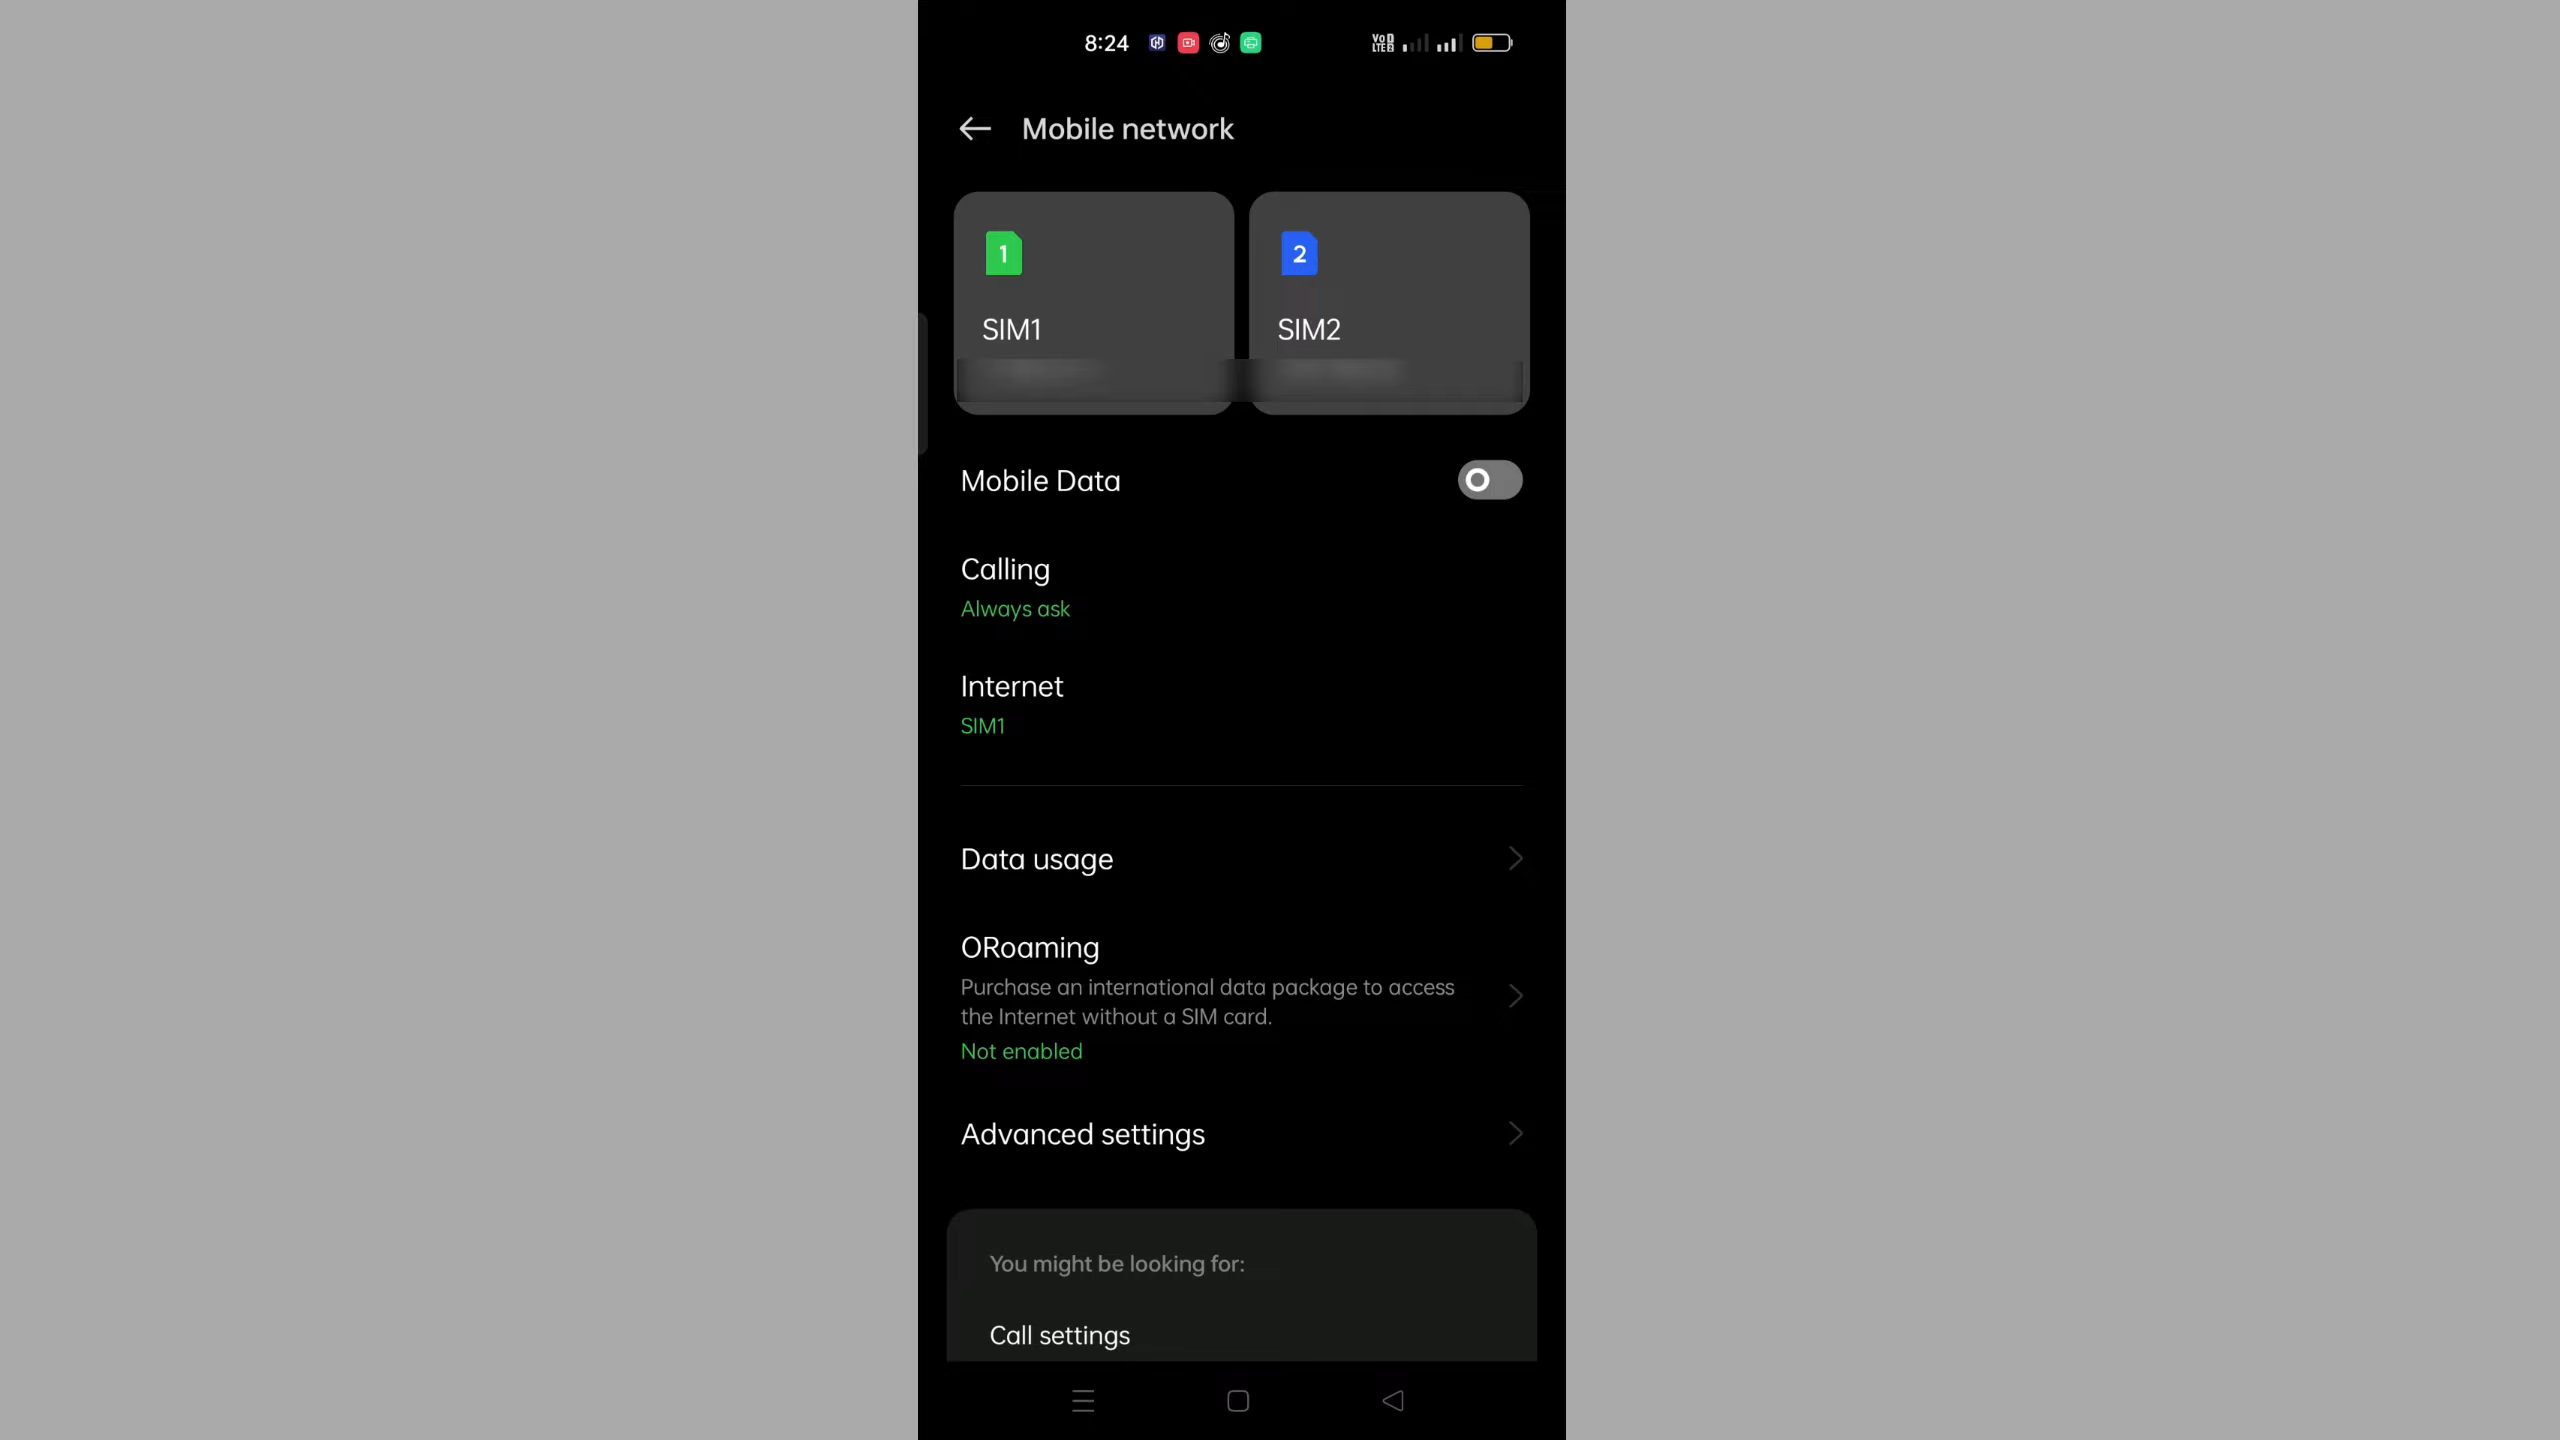 8:24
VoD
LTE2
Mobile network
1
2
SIM1
SIM2
Mobile Data
Calling
Always ask
Internet
SIM1
Data usage
ORoaming
Purchase an international data package to access
the Internet without a SIM card.
Not enabled
Advanced settings
You might be looking for:
Call settings